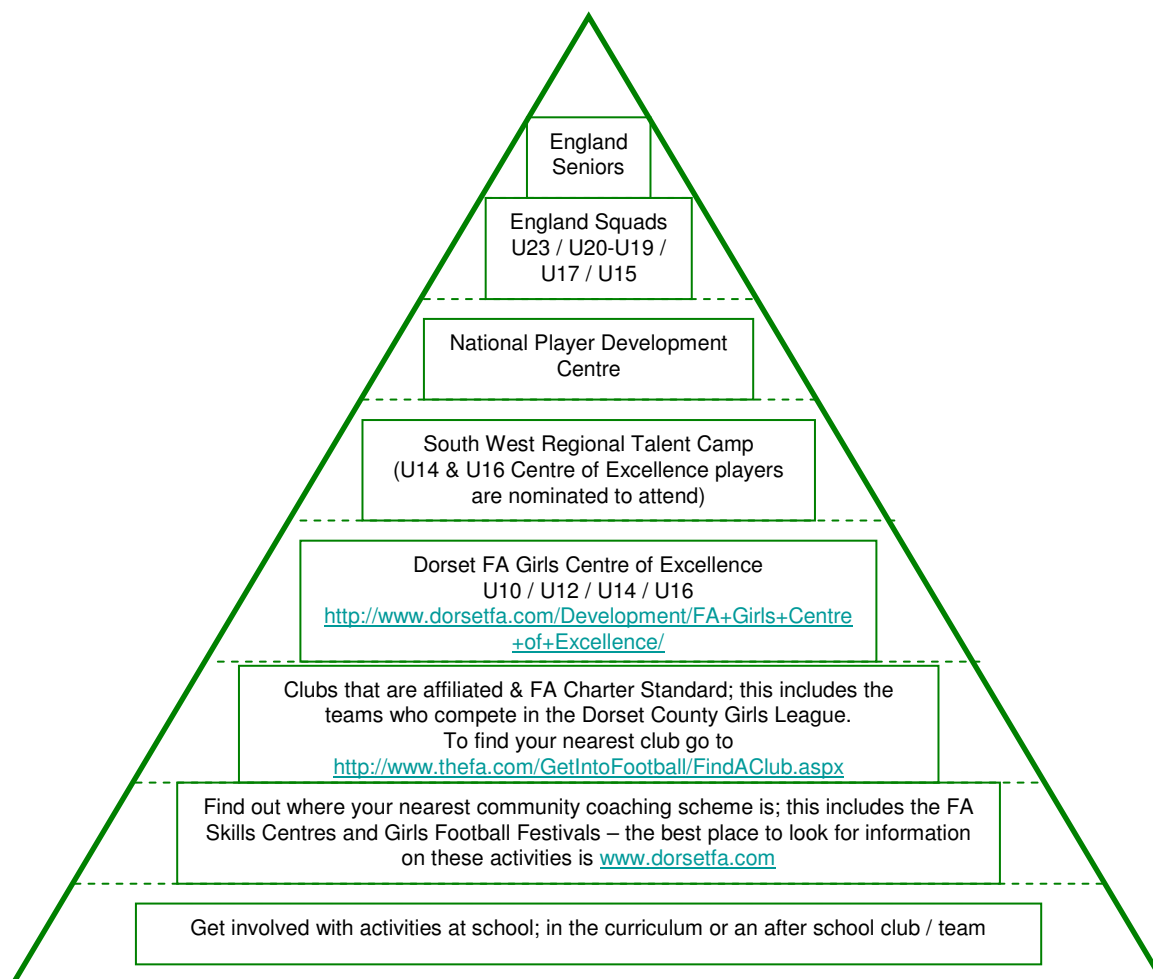 England
Seniors
England Squads
U23 / U20-U19 /
U17 / U15
National Player Development
Centre
South West Regional Talent Camp
(U14 & U16 Centre of Excellence players
are nominated to attend)
Dorset FA Girls Centre of Excellence
U10 / U12 / U14 / U16
http://www.dorsetfa.com/Development/FA+Girls+Centre
+of+Excellence/
Clubs that are affiliated & FA Charter Standard; this includes the
teams who compete in the Dorset County Girls League.
To find your nearest club go to
http://www.thefa.com/GetIntoFootball/FindAClub.aspx
Find out where your nearest community coaching scheme is; this includes the FA
Skills Centres and Girls Football Festivals – the best place to look for information
on these activities is www.dorsetfa.com
Get involved with activities at school; in the curriculum or an after school club / team